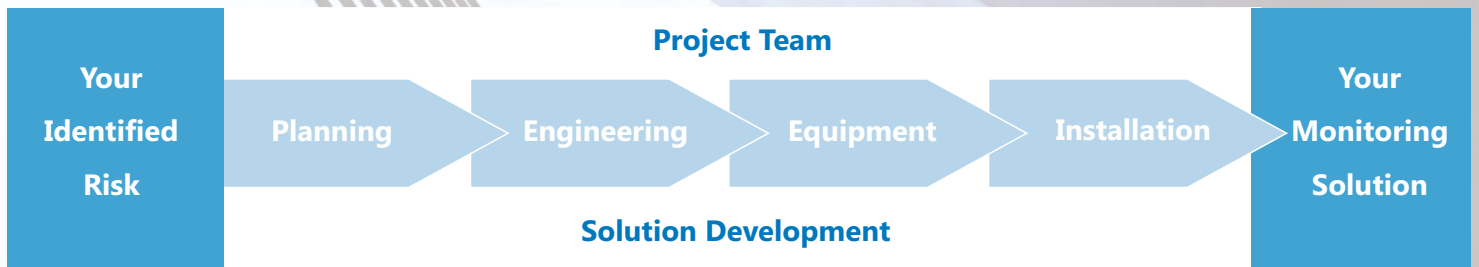 Project Team
Your
Identified
Risk
Planning
Engineering
Equipment
Installation
Your
Monitoring
Solution
Solution Development